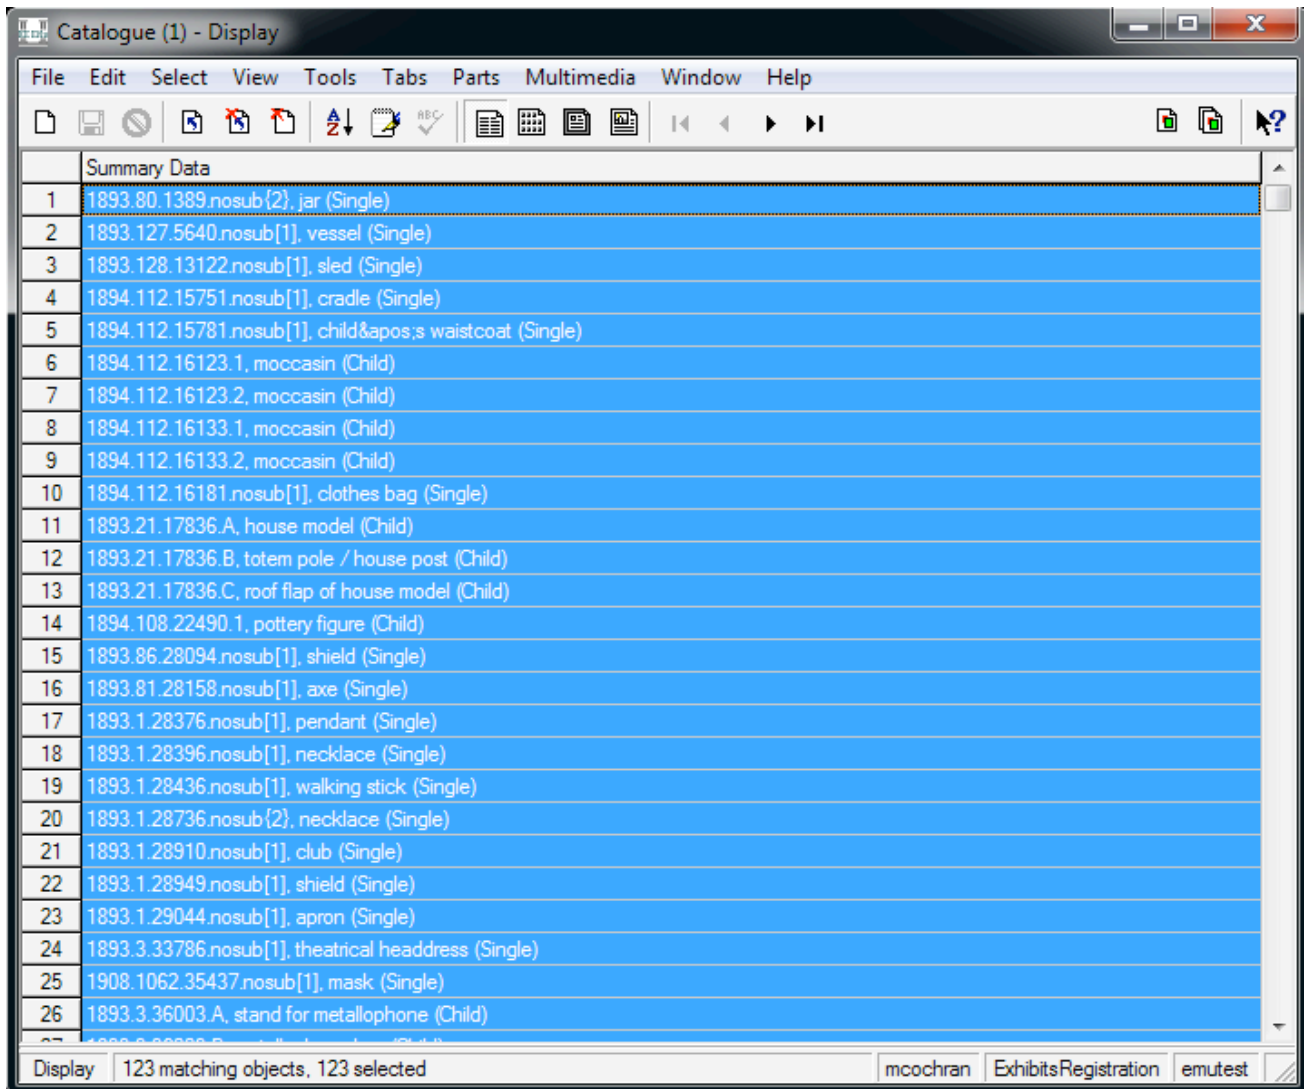 Catalogue (1) - Display
File Edit Select View Tools Tabs Parts Multimedia Window Help
Summary Data
1 1893.80.1389.nosub{2}, jar (Single)
2 1893.127.5640.nosub[1], vessel (Single)
3 1893.128.13122.nosub[1], sled (Single)
4 1894.112.15751.nosub[1], cradle (Single)
5 1894.112.15781.nosub[1], child&apos;s waistcoat (Single)
6 1894.112.16123.1, moccasin (Child)
7 1894.112.16123.2, moccasin (Child)
8 1894.112.16133.1, moccasin (Child)
9 1894.112.16133.2, moccasin (Child)
10 1894.112.16181.nosub[1], clothes bag (Single)
11 1893.21.17836.A, house model (Child)
12 1893.21.17836.B, totem pole / house post (Child)
13 1893.21.17836.C, roof flap of house model (Child)
14 1894.108.22490.1, pottery figure (Child)
15 1893.86.28094.nosub[1], shield (Single)
16 1893.81.28158.nosub[1], axe (Single)
17 1893.1.28376.nosub[1], pendant (Single)
18 1893.1.28396.nosub[1], necklace (Single)
19 1893.1.28436.nosub[1], walking stick (Single)
20 1893.1.28736.nosub{2}, necklace (Single)
21 1893.1.28910.nosub[1], club (Single)
22 1893.1.28949.nosub[1], shield (Single)
23 1893.1.29044.nosub[1], apron (Single)
24 1893.3.33786.nosub[1], theatrical headdress (Single)
25 1908.1062.35437.nosub[1], mask (Single)
26 1893.3.36003.A, stand for metallophone (Child)
Display 123 matching objects, 123 selected mcochran ExhibitsRegistration emutest